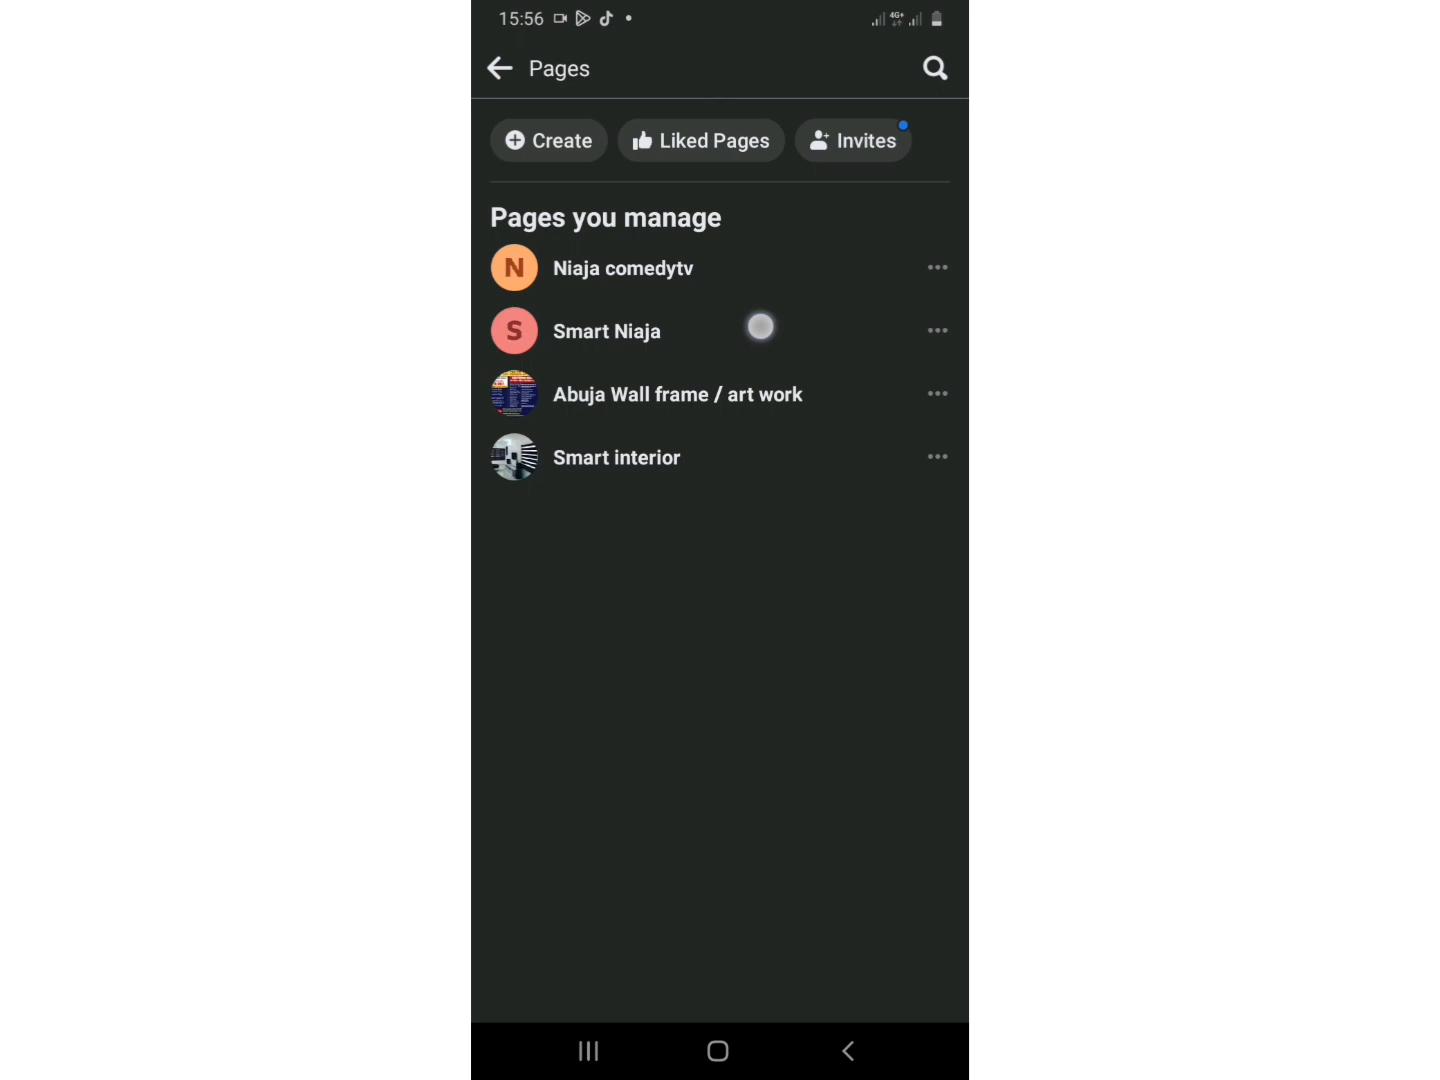 15:56
4G+
Pages
Create
Liked Pages
Invites
Pages you manage
N
Niaja comedytv
S
Smart Niaja
Abuja Wall frame / art work
Smart interior